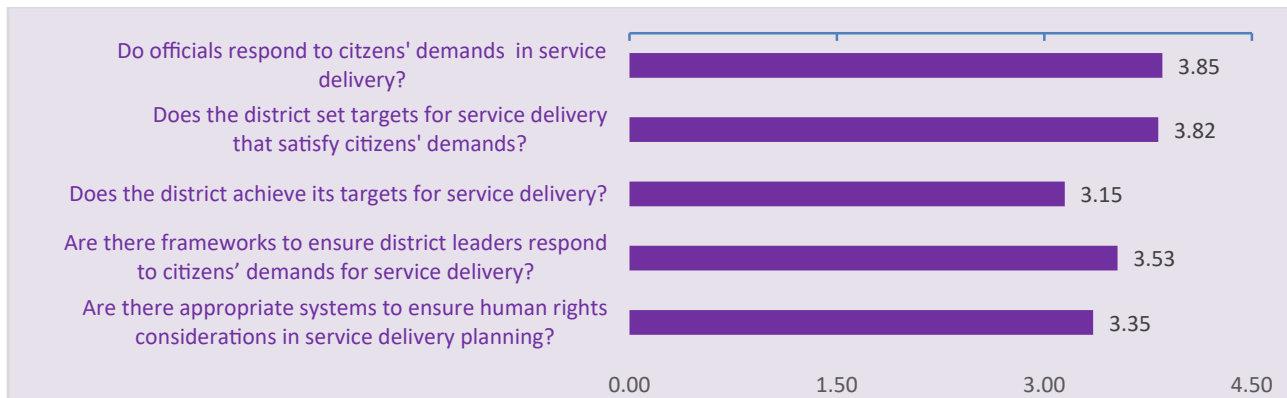 Do officials respond to citzens' demands  in service
delivery?
3.85
Does the district set targets for service delivery
that satisfy citizens' demands?
3.82
Does the district achieve its targets for service delivery?
3.15
Are there frameworks to ensure district leaders respond
to citizens’ demands for service delivery?
3.53
Are there appropriate systems to ensure human rights
considerations in service delivery planning?
3.35
0.00 1.50 3.00 4.50